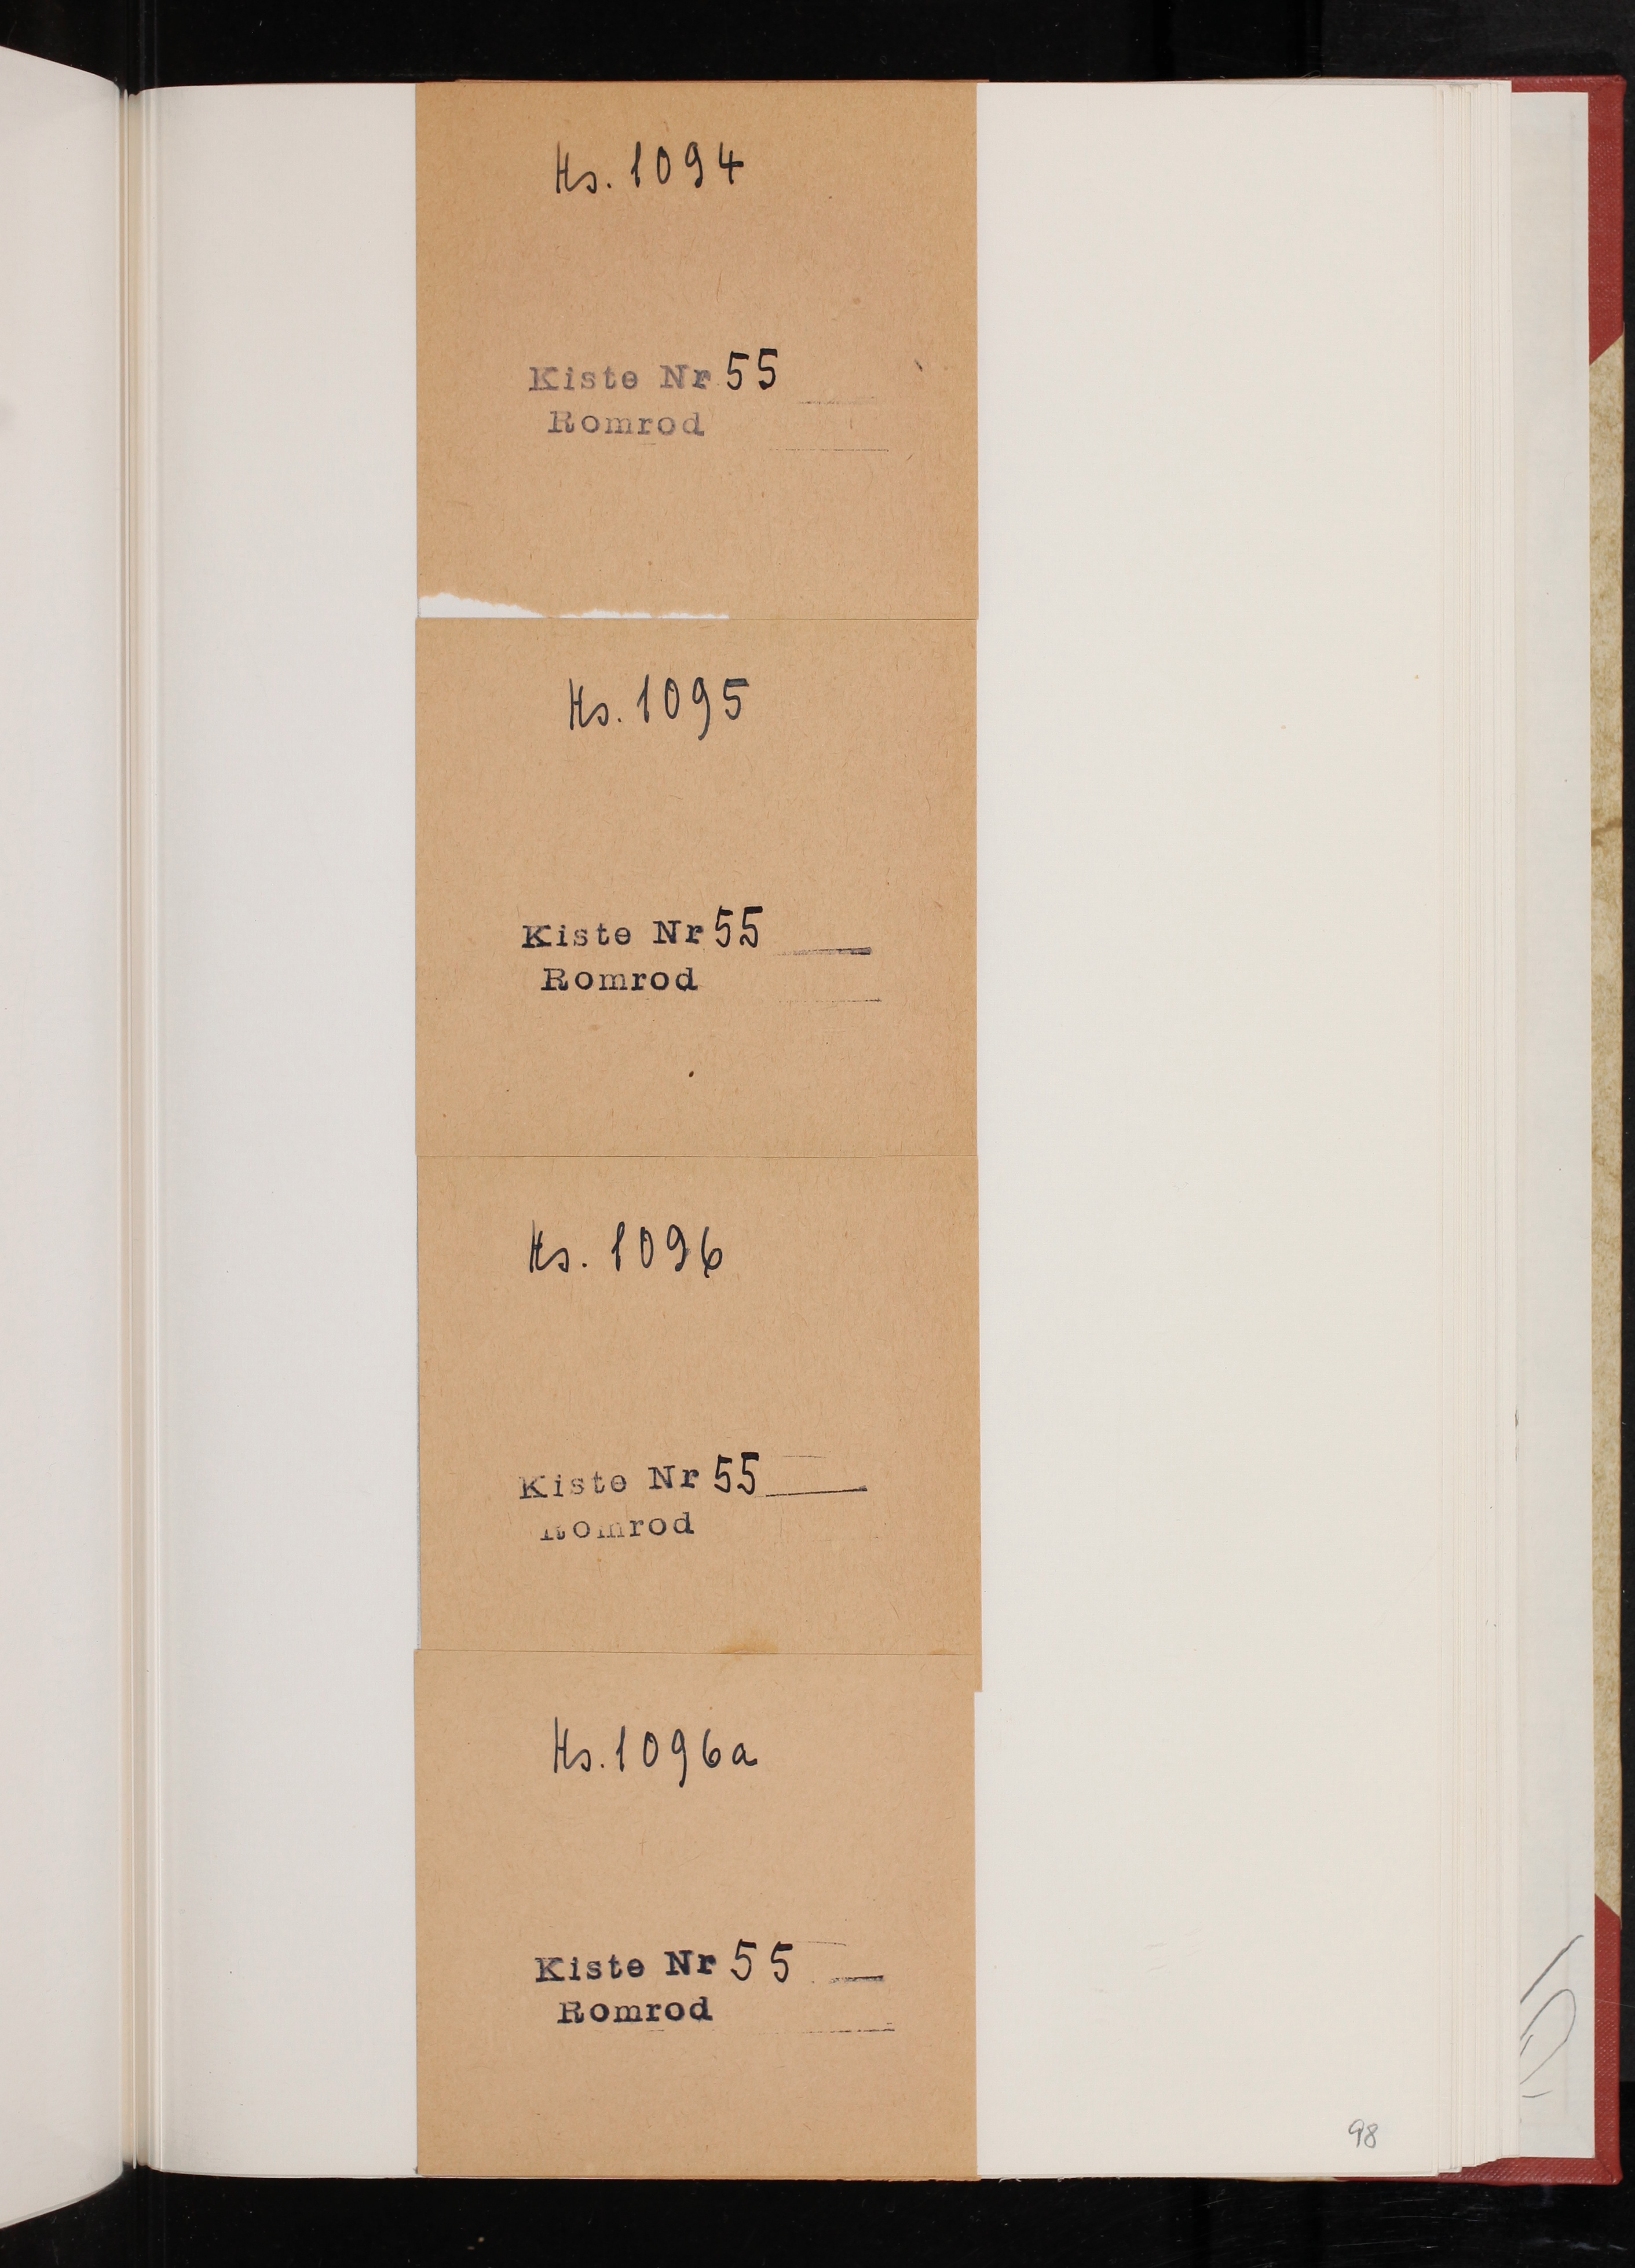 Hs. 1094
Kiste Nr 55
Romrod
Hs. 1095
Kiste Nr 55
Romrod
Hs. 1096
Kiste Nr 55
Romrod
Hs. 1096a
Kiste Nr 55
Romrod
98